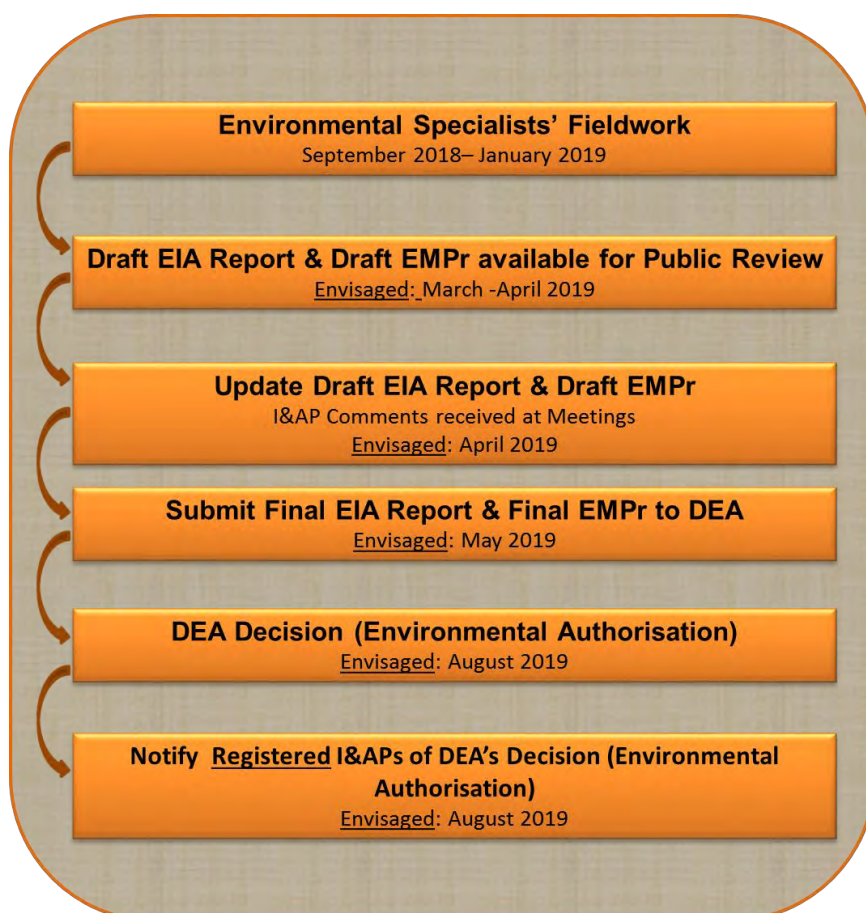 Environmental Specialists’ Fieldwork
September 2018– January 2019
Draft EIA Report & Draft EMPr available for Public Review
Envisaged: March -April 2019
Update Draft EIA Report & Draft EMPr
I&AP Comments received at Meetings
Envisaged: April 2019
Submit Final EIA Report & Final EMPr to DEA
Envisaged: May 2019
DEA Decision (Environmental Authorisation)
Envisaged: August 2019
Notify Registered I&APs of DEA’s Decision (Environmental
Authorisation)
Envisaged: August 2019